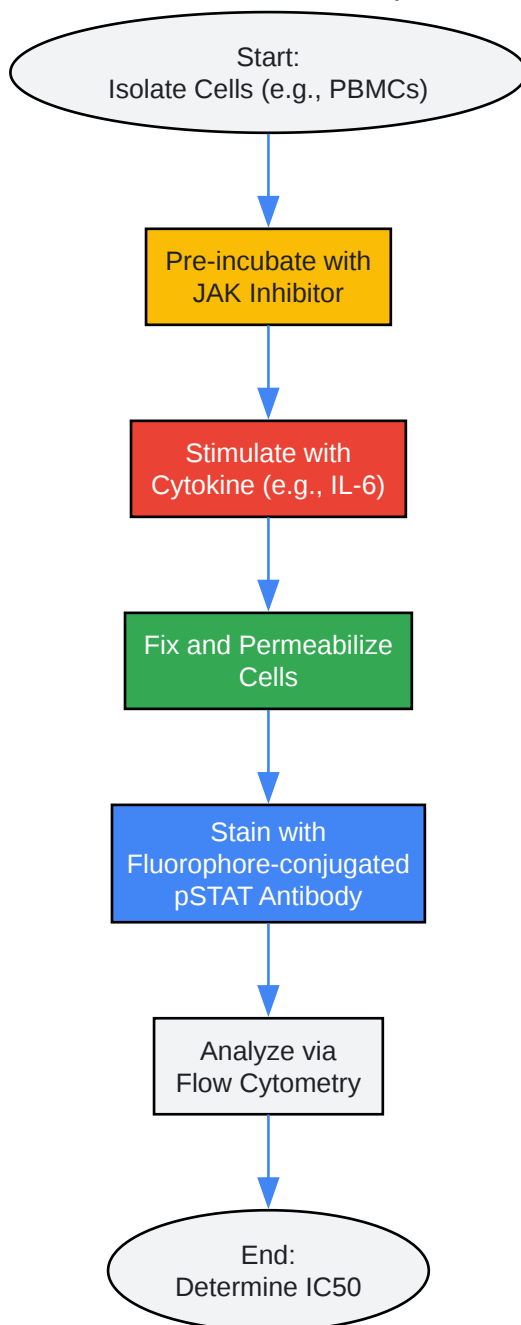 Start:
Isolate Cells (e.g., PBMCs)
Pre-incubate with
JAK Inhibitor
Stimulate with
Cytokine (e.g., IL-6)
Fix and Permeabilize
Cells
Stain with
Fluorophore-conjugated
pSTAT Antibody
Analyze via
Flow Cytometry
End:
Determine IC50